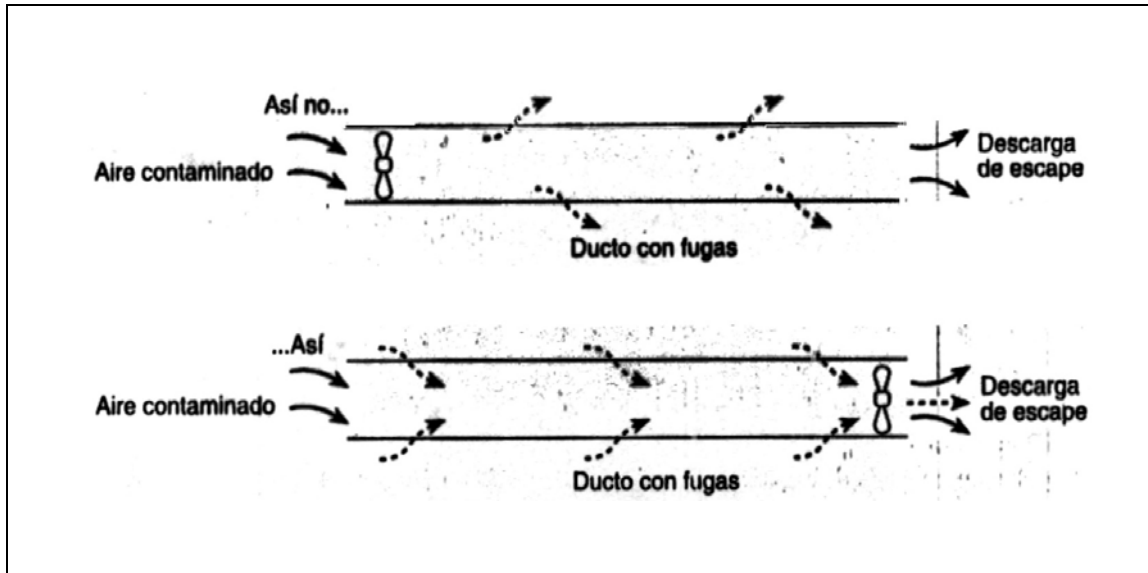 Así no...
Aire contaminado
Descarga
de escape
Ducto con fugas
...Así
Aire contaminado
Descarga
de escape
Ducto con fugas